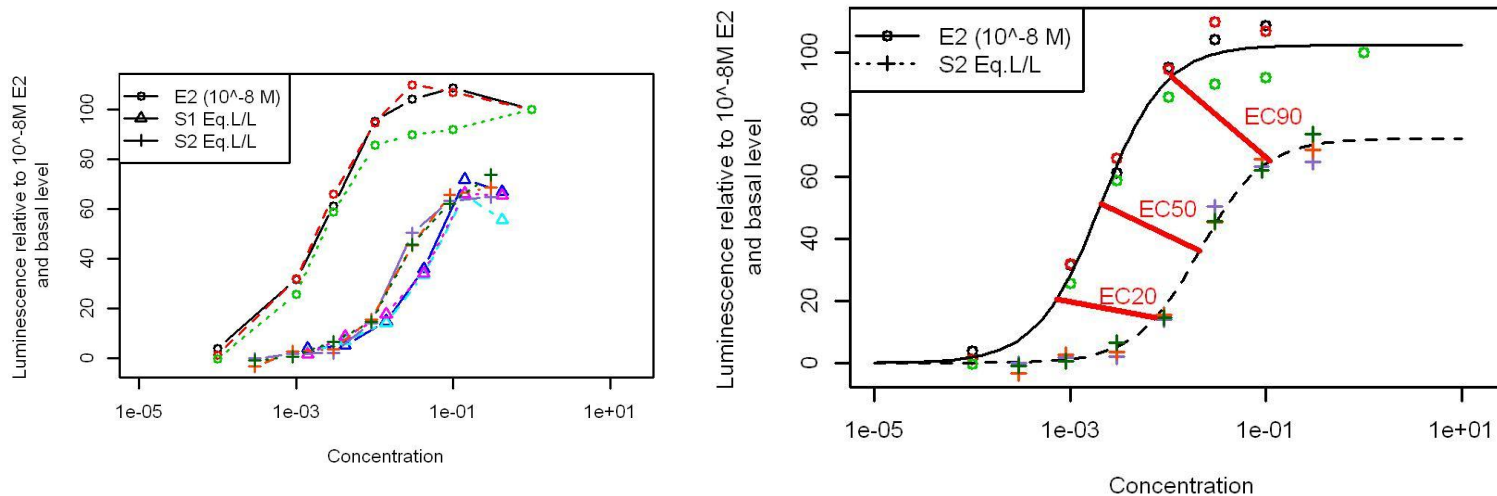 Luminescence relative to 10^-8M E2
and basal level
0 20 40 60 80 100
E2 (10^-8 M)
S1 Eq.L/L
S2 Eq.L/L
1e-05 1e-03 1e-01 1e+01
Concentration
Luminescence relative to 10^-8M E2
and basal level
0 20 40 60 80 100
E2 (10^-8 M)
S2 Eq.L/L
EC90
EC50
EC20
1e-05 1e-03 1e-01 1e+01
Concentration